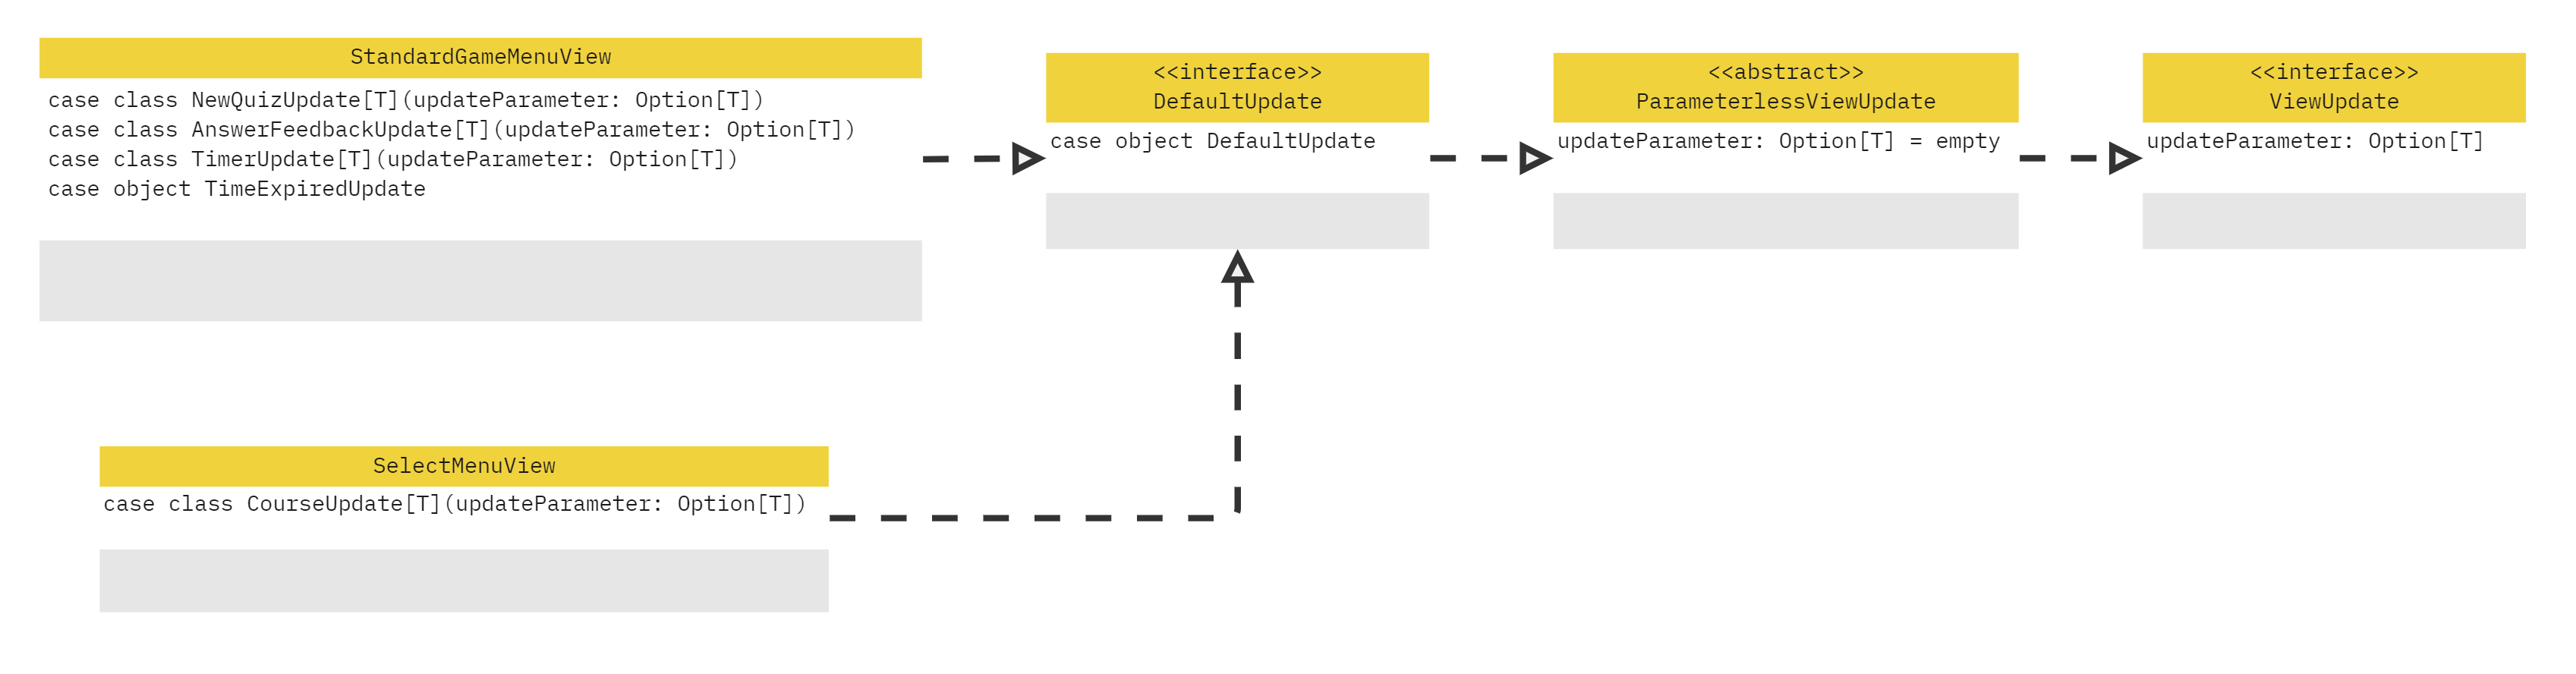 StandardGameMenuView
case class NewQuizUpdate[T](updateParameter: Option[T])
case class AnswerFeedbackUpdate[T](updateParameter: Option[T])
case class TimerUpdate[T](updateParameter: Option[T])
case object TimeExpiredUpdate
<<interface>>
DefaultUpdate
case object DefaultUpdate
<<abstract>>
ParameterlessViewUpdate
updateParameter: Option[T] = empty
<<interface>>
ViewUpdate
updateParameter: Option[T]
SelectMenuView
case class CourseUpdate[T](updateParameter: Option[T])